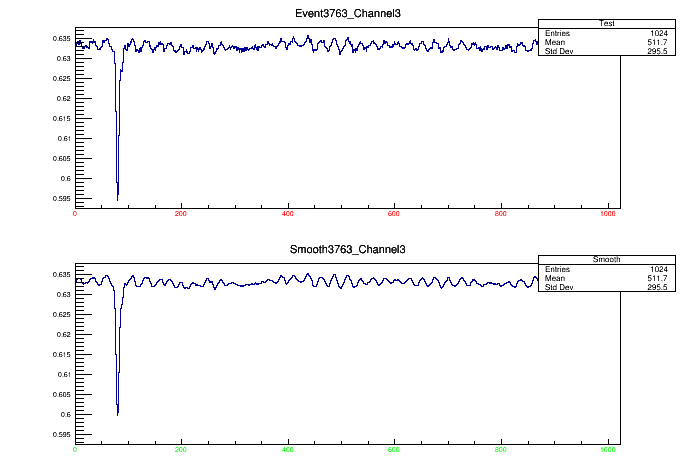 Event3763_Channel3
Test
Entries 1024
Mean 511.7
Std Dev 295.5
0.635
0.63
0.625
0.62
0.615
0.61
0.605
0.6
0.595
0 200 400 600 800 1000
Smooth3763_Channel3
Smooth
Entries 1024
Mean 511.7
Std Dev 295.5
0.635
0.63
0.625
0.62
0.615
0.61
0.605
0.6
0.595
0 200 400 600 800 1000